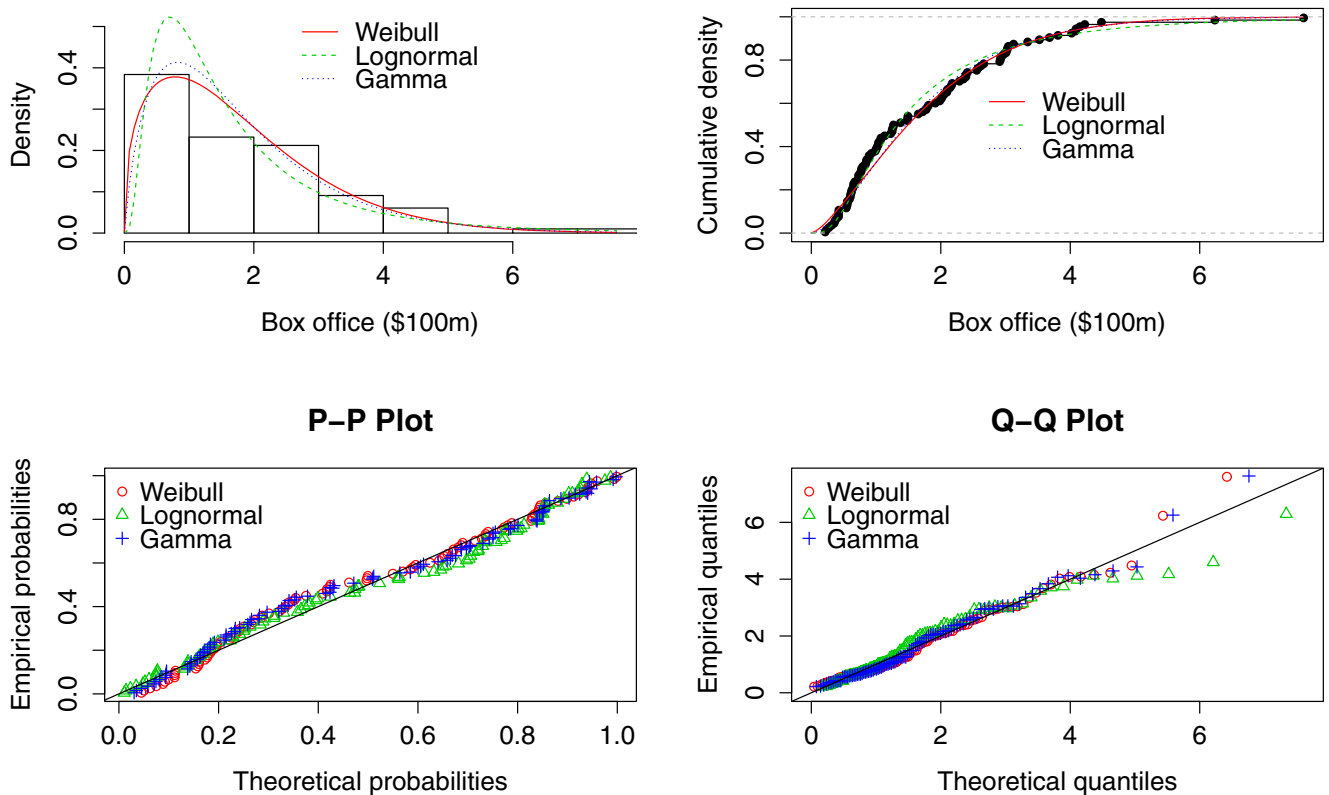 Density
0.0
0.2
0.4
0
2
4
6
Box office ($100m)
Weibull
Lognormal
Gamma
Cumulative density
0.0
0.4
0.8
0
2
4
6
Box office ($100m)
Weibull
Lognormal
Gamma
P−P Plot
Empirical probabilities
0.0
0.4
0.8
0.0
0.2
0.4
0.6
0.8
1.0
Theoretical probabilities
Weibull
Lognormal
Gamma
Q−Q Plot
Empirical quantiles
0
2
4
6
0
2
4
6
Theoretical quantiles
Weibull
Lognormal
Gamma